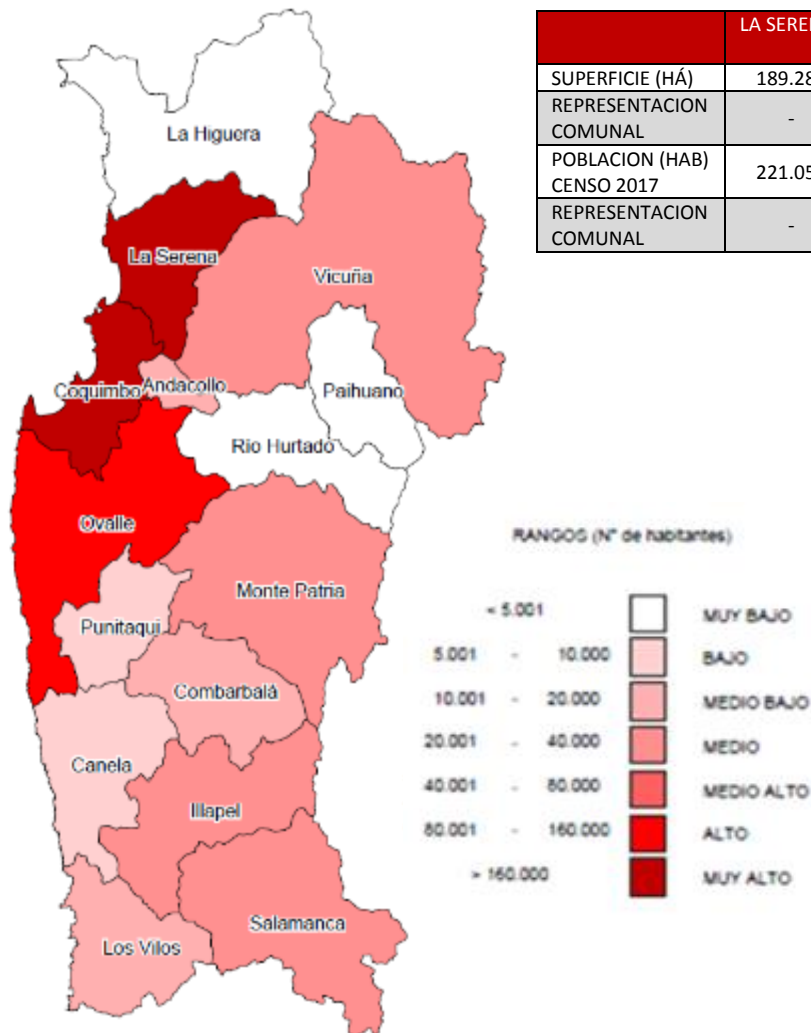 LA SERE
SUPERFICIE (HÁ) 189.28
REPRESENTACION
COMUNAL -
POBLACION (HAB)
CENSO 2017 221.05
REPRESENTACION
COMUNAL -
La Higuera
La Serena
Vicuña
Coquimbo
Andacollo
Paihuano
Río Hurtado
Ovalle
Monte Patria
Punitaqui
Combarbalá
Canela
Illapel
Salamanca
Los Vilos
RANGOS (N° de habitantes)
< 5.001 MUY BAJO
5.001 - 10.000 BAJO
10.001 - 20.000 MEDIO BAJO
20.001 - 40.000 MEDIO
40.001 - 80.000 MEDIO ALTO
80.001 - 160.000 ALTO
> 160.000 MUY ALTO